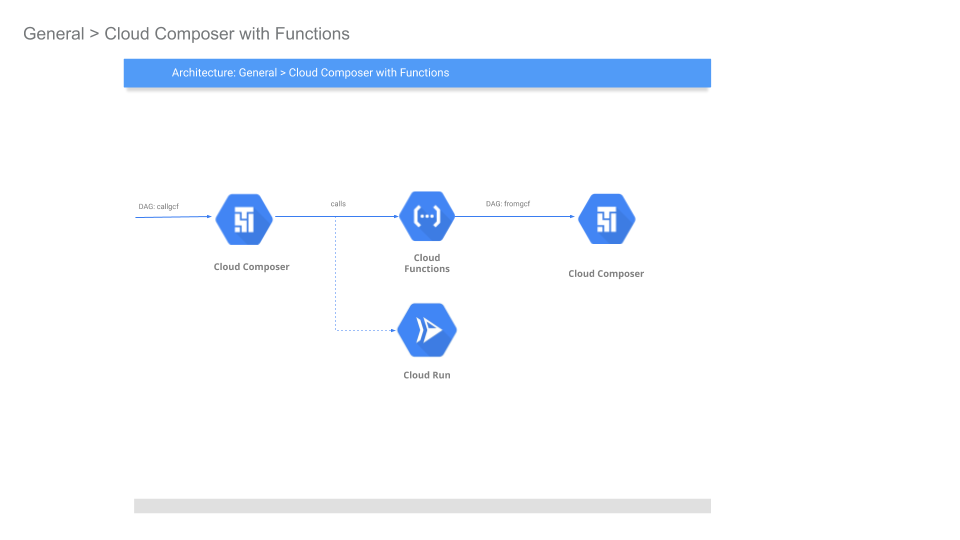 General > Cloud Composer with Functions
Architecture: General > Cloud Composer with Functions
DAG: callgcf
calls
DAG: fromgcf
Cloud Composer
Cloud
Functions
Cloud Composer
Cloud Run